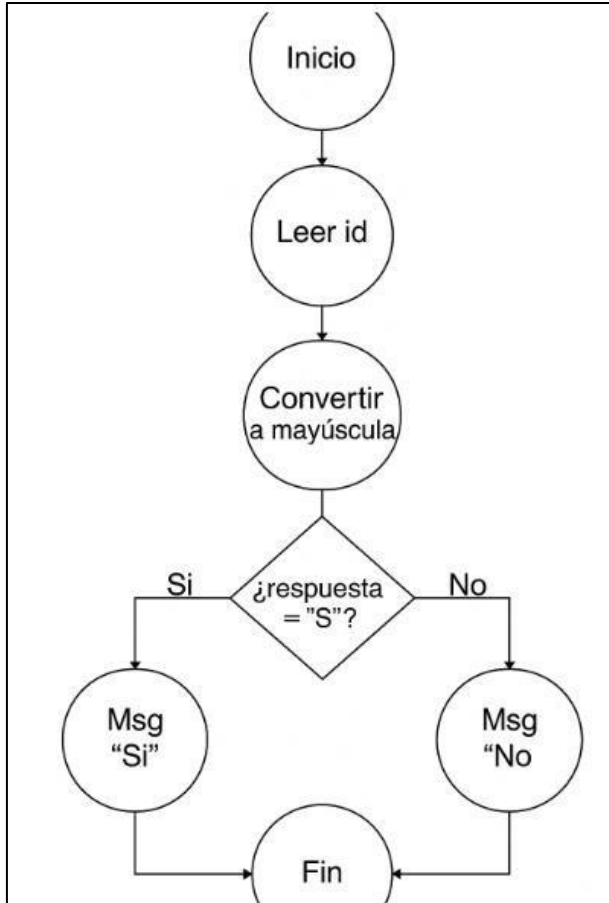 Inicio
Leer id
Convertir
a mayúscula
Si
¿respuesta
= "S"?
No
Msg
“Si”
Msg
“No
Fin